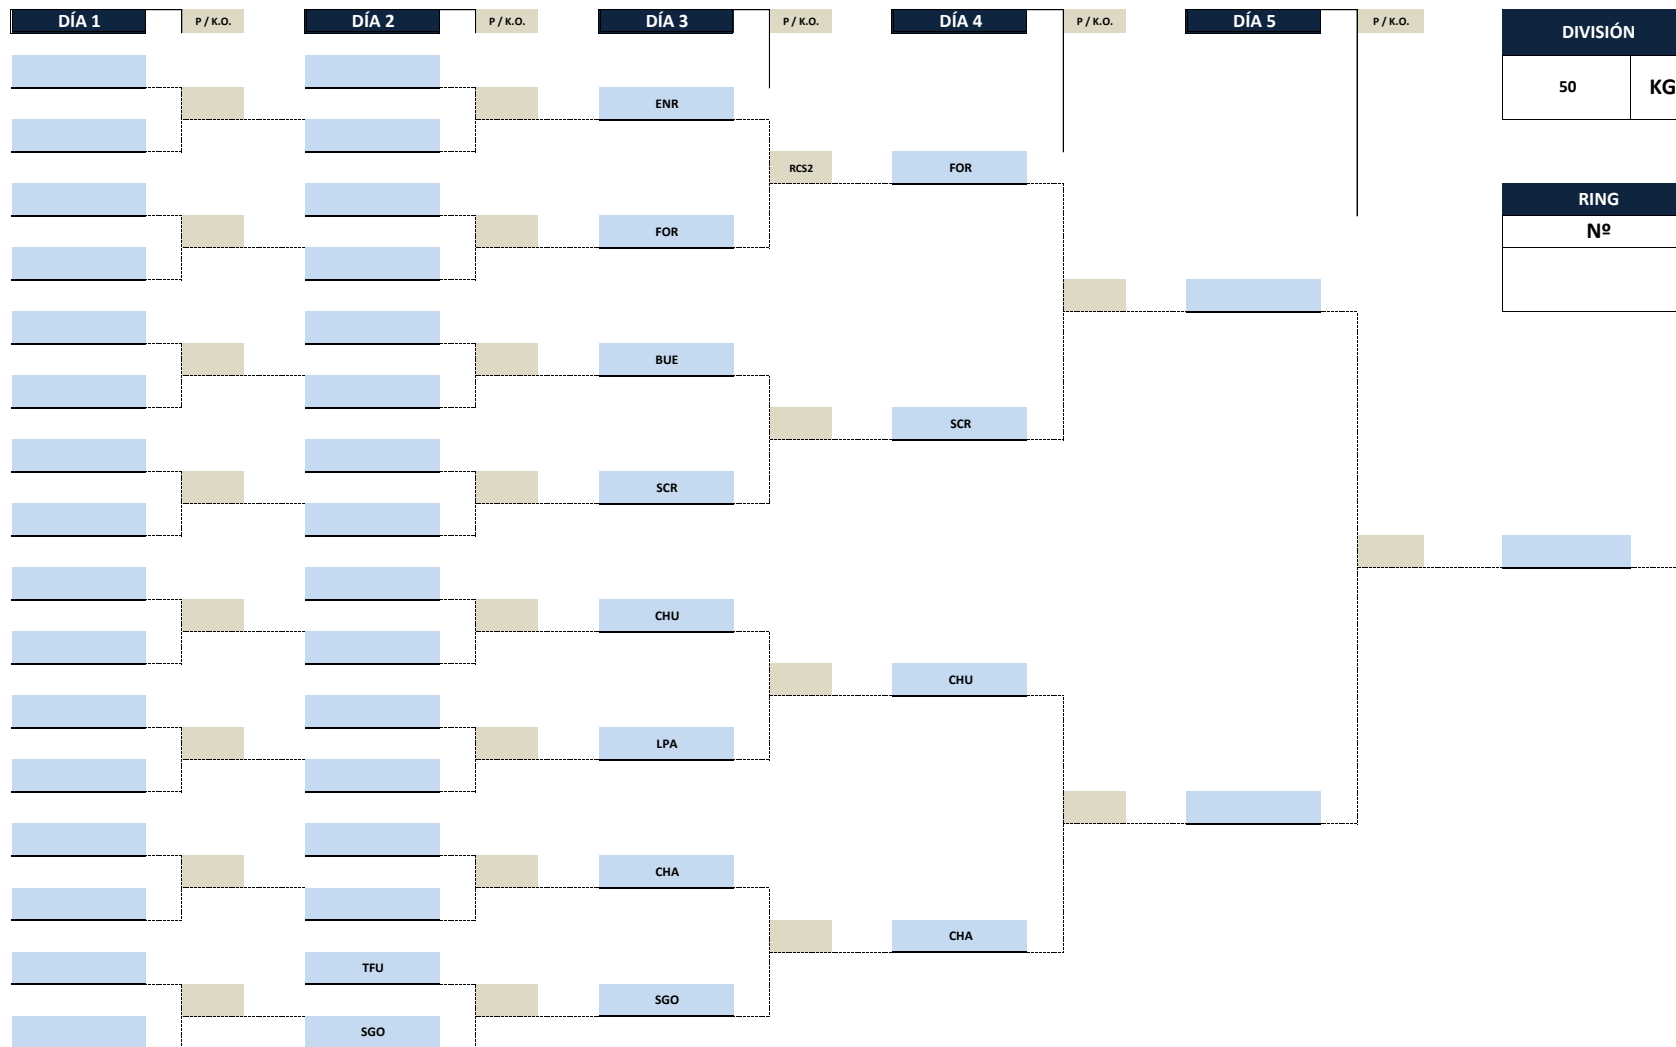 DÍA 1 P / K.O. DÍA 2 P / K.O. DÍA 3 P / K.O. DÍA 4 P / K.O. DÍA 5 P / K.O. DIVISIÓN
50 KG
ENR
RCS2 FOR
RING
FOR Nº
BUE
SCR
SCR
CHU
CHU
LPA
CHA
CHA
TFU
SGO
SGO